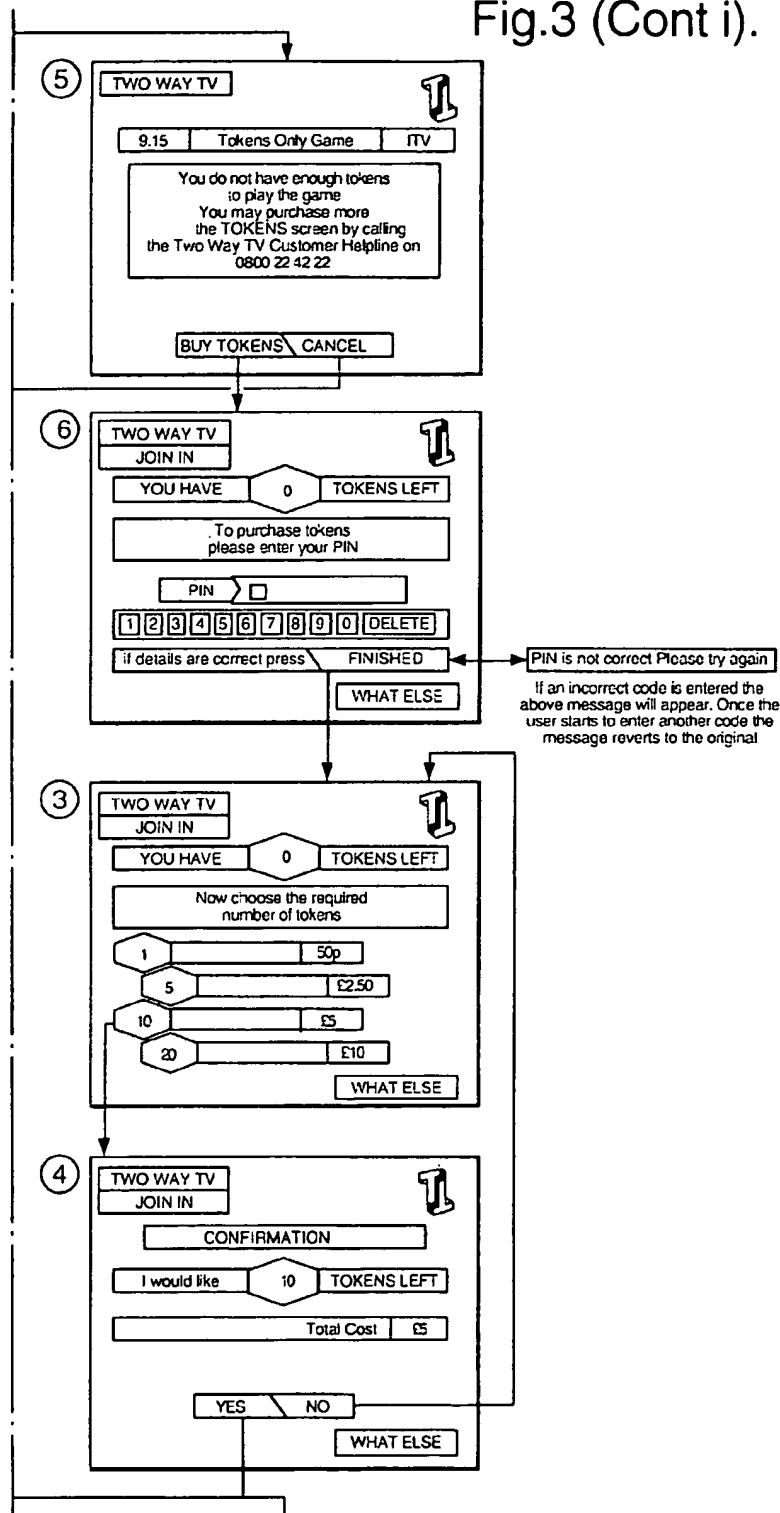 Fig.3 (Cont i).
5
TWO WAY TV
9.15 Tokens Only Game ITV
You do not have enough tokens
to play the game
You may purchase more
the TOKENS screen by calling
the Two Way TV Customer Helpline on
0800 22 42 22
BUY TOKENS CANCEL
6
TWO WAY TV
JOIN IN
YOU HAVE 0 TOKENS LEFT
To purchase tokens
please enter your PIN
PIN
1 2 3 4 5 6 7 8 9 0 DELETE
if details are correct press FINISHED
WHAT ELSE
PIN is not correct Please try again
If an incorrect code is entered the
above message will appear. Once the
user starts to enter another code the
message reverts to the original
3
TWO WAY TV
JOIN IN
YOU HAVE 0 TOKENS LEFT
Now choose the required
number of tokens
1 50p
5 £2.50
10 £5
20 £10
WHAT ELSE
4
TWO WAY TV
JOIN IN
CONFIRMATION
I would like 10 TOKENS LEFT
Total Cost £5
YES NO
WHAT ELSE